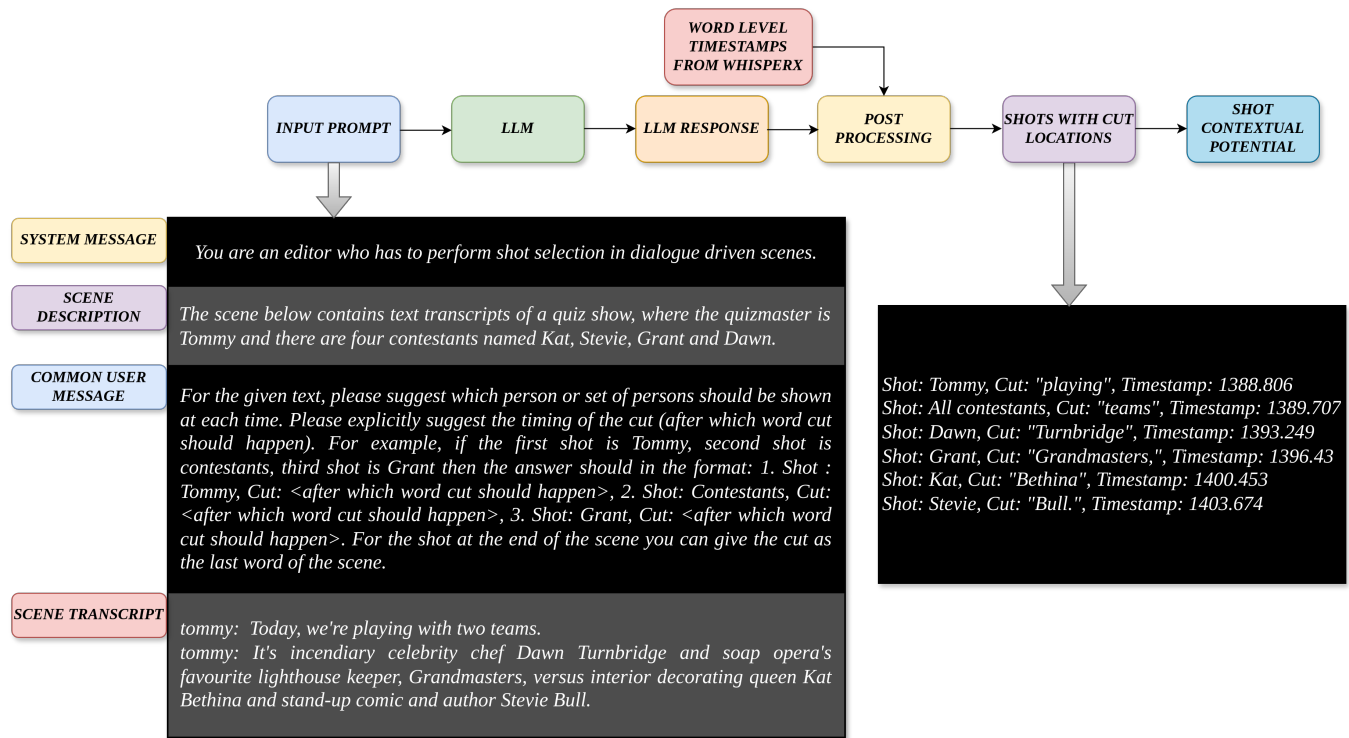 WORD LEVEL
TIMESTAMPS
FROM WHISPERX
INPUT PROMPT
LLM
LLM RESPONSE
POST
PROCESSING
SHOTS WITH CUT
LOCATIONS
SHOT
CONTEXTUAL
POTENTIAL
SYSTEM MESSAGE
You are an editor who has to perform shot selection in dialogue driven scenes.
SCENE
DESCRIPTION
The scene below contains text transcripts of a quiz show, where the quizmaster is
Tommy and there are four contestants named Kat, Stevie, Grant and Dawn.
COMMON USER
MESSAGE
For the given text, please suggest which person or set of persons should be shown
at each time. Please explicitly suggest the timing of the cut (after which word cut
should happen). For example, if the first shot is Tommy, second shot is
contestants, third shot is Grant then the answer should in the format: 1. Shot :
Tommy, Cut: <after which word cut should happen>, 2. Shot: Contestants, Cut:
<after which word cut should happen>, 3. Shot: Grant, Cut: <after which word
cut should happen>. For the shot at the end of the scene you can give the cut as
the last word of the scene.
SCENE TRANSCRIPT
tommy: Today, we're playing with two teams.
tommy: It's incendiary celebrity chef Dawn Turnbridge and soap opera's
favourite lighthouse keeper, Grandmasters, versus interior decorating queen Kat
Bethina and stand-up comic and author Stevie Bull.
Shot: Tommy, Cut: "playing", Timestamp: 1388.806
Shot: All contestants, Cut: "teams", Timestamp: 1389.707
Shot: Dawn, Cut: "Turnbridge", Timestamp: 1393.249
Shot: Grant, Cut: "Grandmasters,", Timestamp: 1396.43
Shot: Kat, Cut: "Bethina", Timestamp: 1400.453
Shot: Stevie, Cut: "Bull.", Timestamp: 1403.674